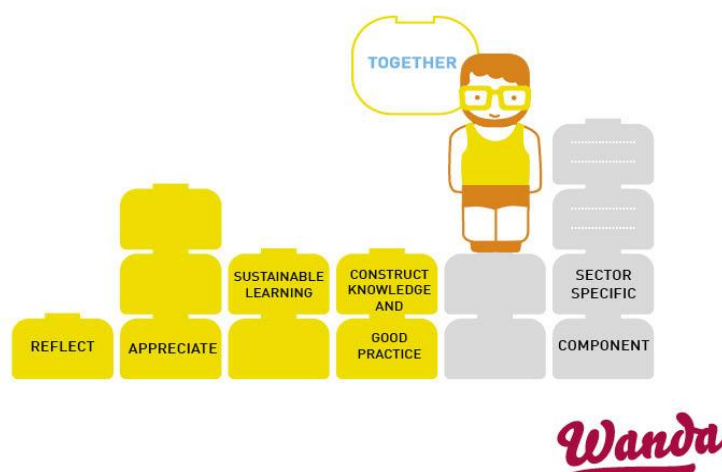 TOGETHER
SUSTAINABLE
LEARNING
CONSTRUCT
KNOWLEDGE
AND
SECTOR
SPECIFIC
REFLECT
APPRECIATE
GOOD
PRACTICE
COMPONENT
Wanda